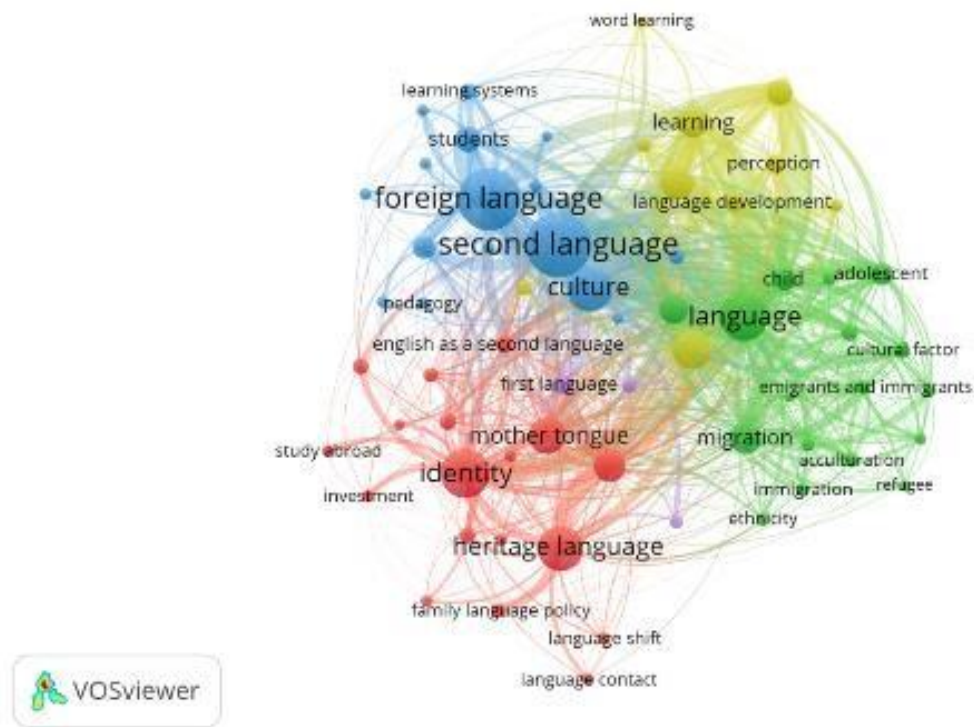 word learning
learning systems
learning
students
perception
foreign language
language development
second language
child
adolescent
culture
pedagogy
language
english as a second language
cultural factor
first language
emigrants and immigrants
mother tongue
migration
study abroad
acculturation
identity
investment
immigration
refugee
ethnicity
heritage language
family language policy
language shift
language contact
VOSviewer